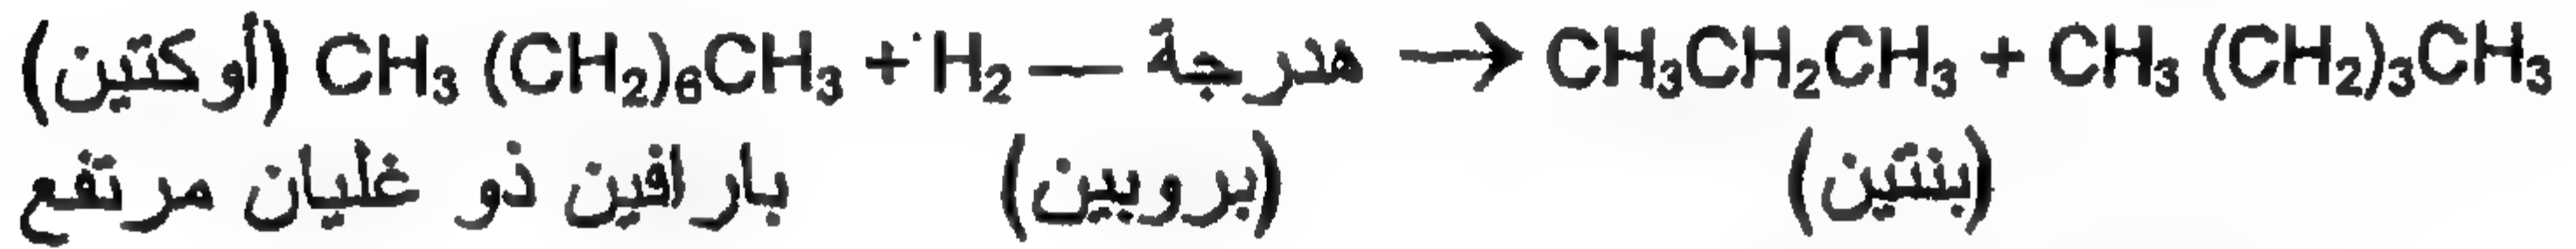 (أوكتين) CH₃ (CH₂)₆CH₃ + H₂ — هدرجة → CH₃CH₂CH₃ + CH₃ (CH₂)₃CH₃
بارافين ذو غليان مرتفع (بروبين) (بنتين)